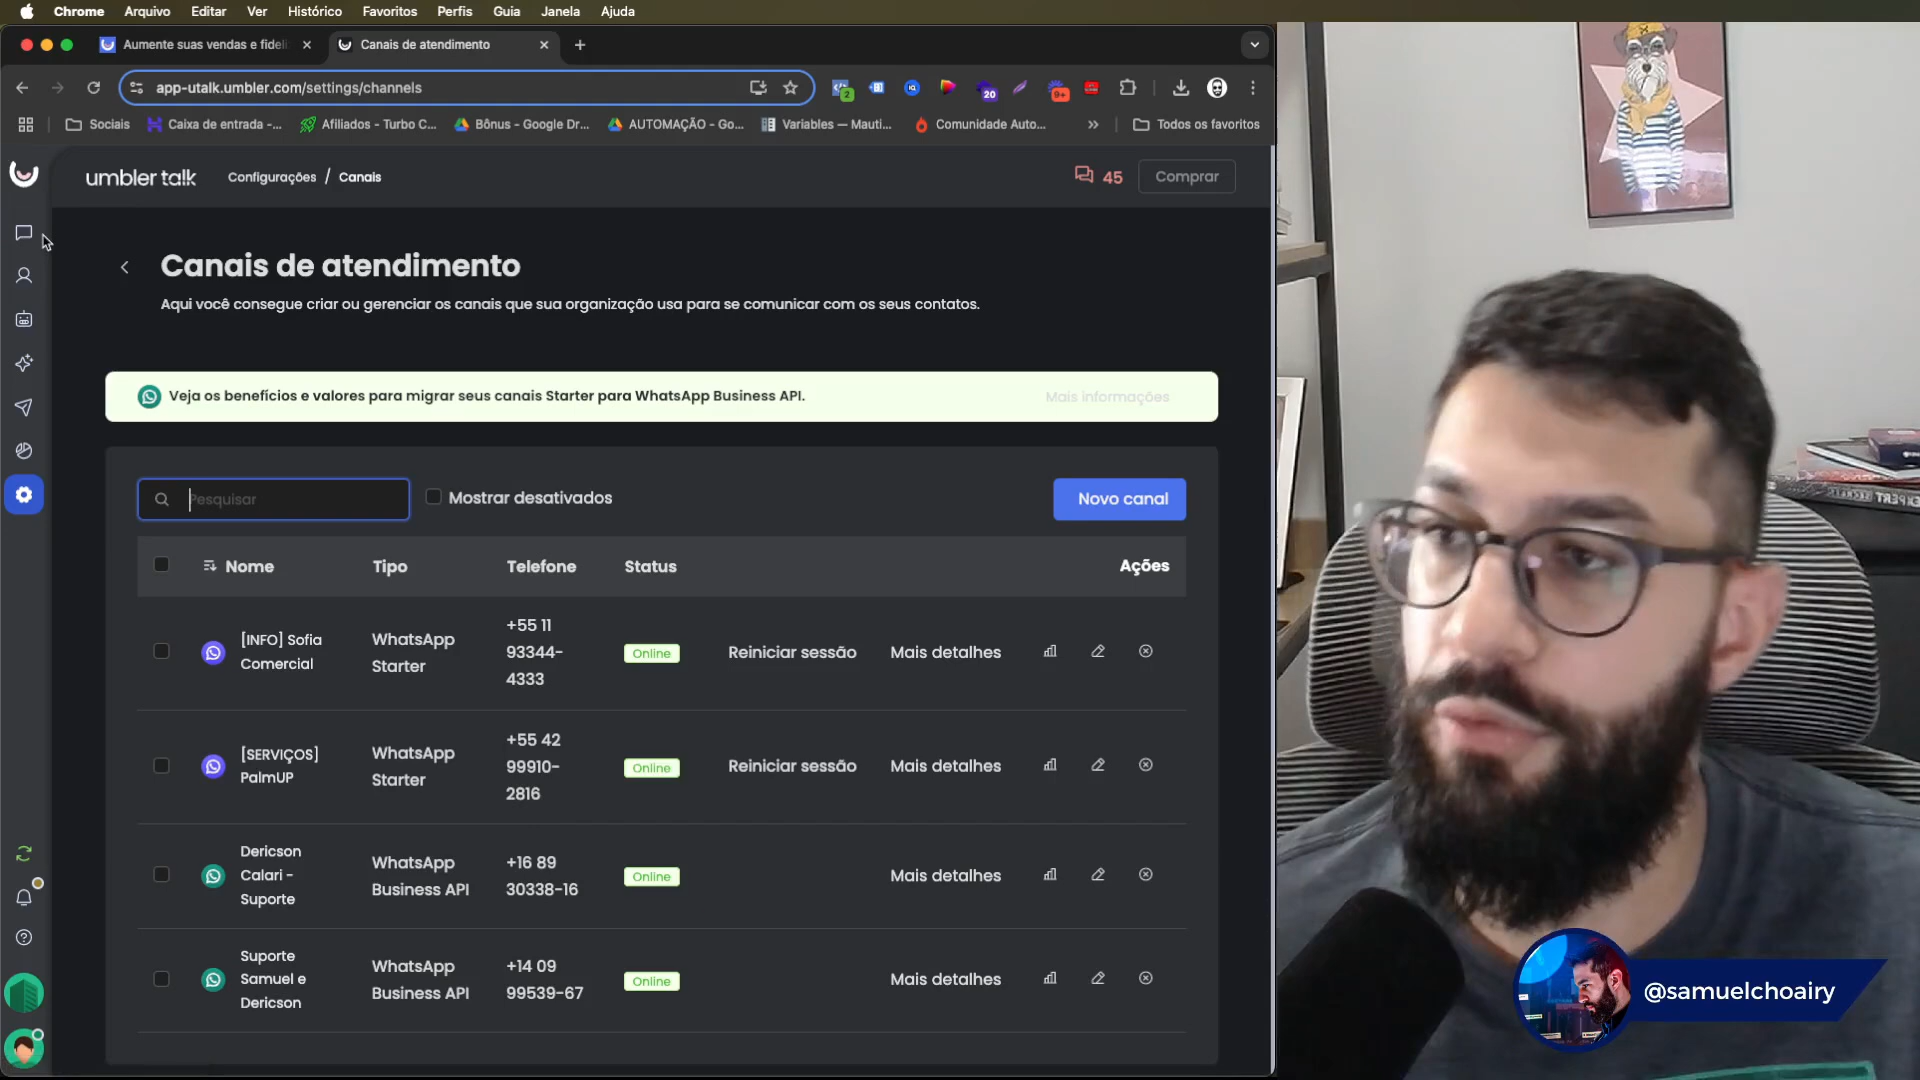 Chrome Arquivo Editar Ver Histórico Favoritos Perfis Guia Janela Ajuda
Aumente suas vendas e fideli
Canais de atendimento
app-utalk.umbler.com/settings/channels
2
20
9+
Sociais
Caixa de entrada -...
Afiliados - Turbo C...
Bônus - Google Dr...
AUTOMAÇÃO - Go...
Variables — Mauti...
Comunidade Auto...
Todos os favoritos
umbler talk
Configurações / Canais
45
Comprar
Canais de atendimento
Aqui você consegue criar ou gerenciar os canais que sua organização usa para se comunicar com os seus contatos.
Veja os benefícios e valores para migrar seus canais Starter para WhatsApp Business API.
Mais informações
Pesquisar
Mostrar desativados
Novo canal
Nome Tipo Telefone Status Ações
[INFO] Sofia
Comercial
WhatsApp
Starter
+55 11
93344-
4333
Online
Reiniciar sessão
Mais detalhes
[SERVIÇOS]
PalmUP
WhatsApp
Starter
+55 42
99910-
2816
Online
Reiniciar sessão
Mais detalhes
Dericson
Calari -
Suporte
WhatsApp
Business API
+16 89
30338-16
Online
Mais detalhes
Suporte
Samuel e
Dericson
WhatsApp
Business API
+14 09
99539-67
Online
Mais detalhes
@samuelchoairy